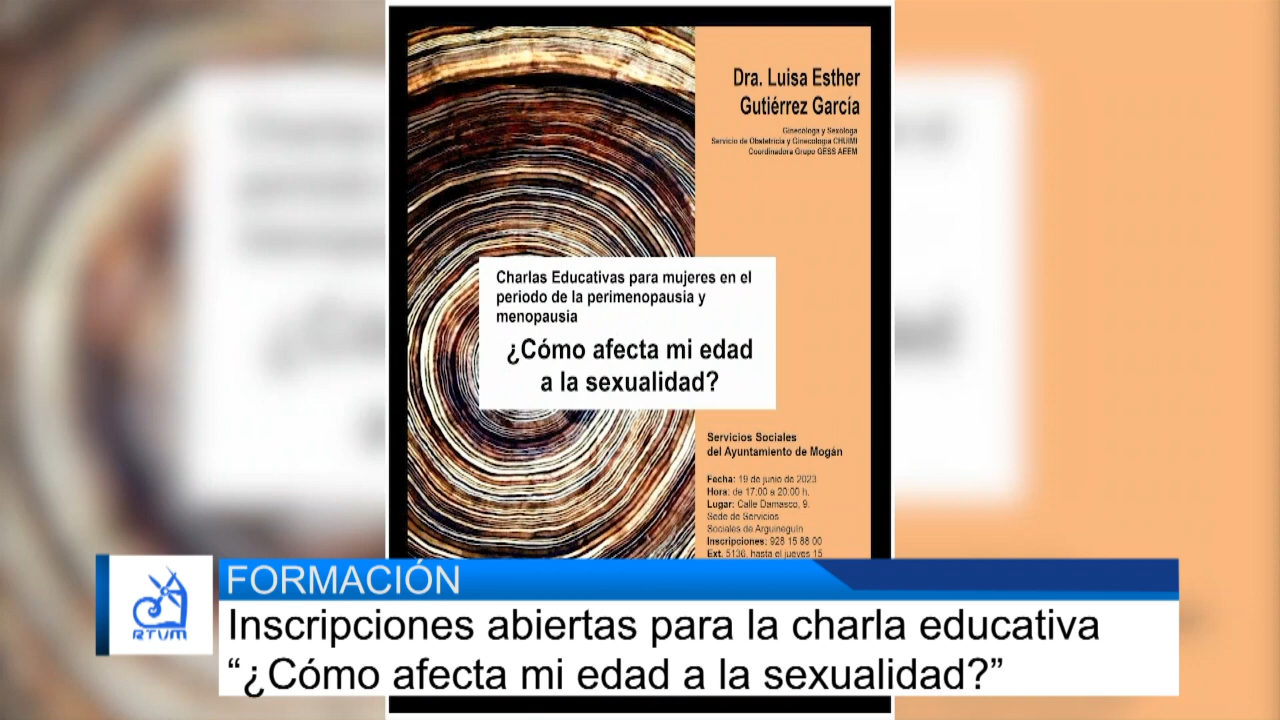 Dra. Luisa Esther
Gutiérrez García
Ginecóloga y Sexóloga
Servicio de Obstetricia y Ginecología CHUIMI
Coordinadora Grupo GESS AEEM
Charlas Educativas para mujeres en el
periodo de la perimenopausia y
menopausia
¿Cómo afecta mi edad
a la sexualidad?
Servicios Sociales
del Ayuntamiento de Mogán
Fecha: 19 de junio de 2023
Hora: de 17:00 a 20:00 h.
Lugar: Calle Damasco, 9.
Sede de Servicios
Sociales de Arguineguín
Inscripciones: 928 15 88 00
Ext. 5136, hasta el jueves 15
FORMACIÓN
RTVM
Inscripciones abiertas para la charla educativa
“¿Cómo afecta mi edad a la sexualidad?”